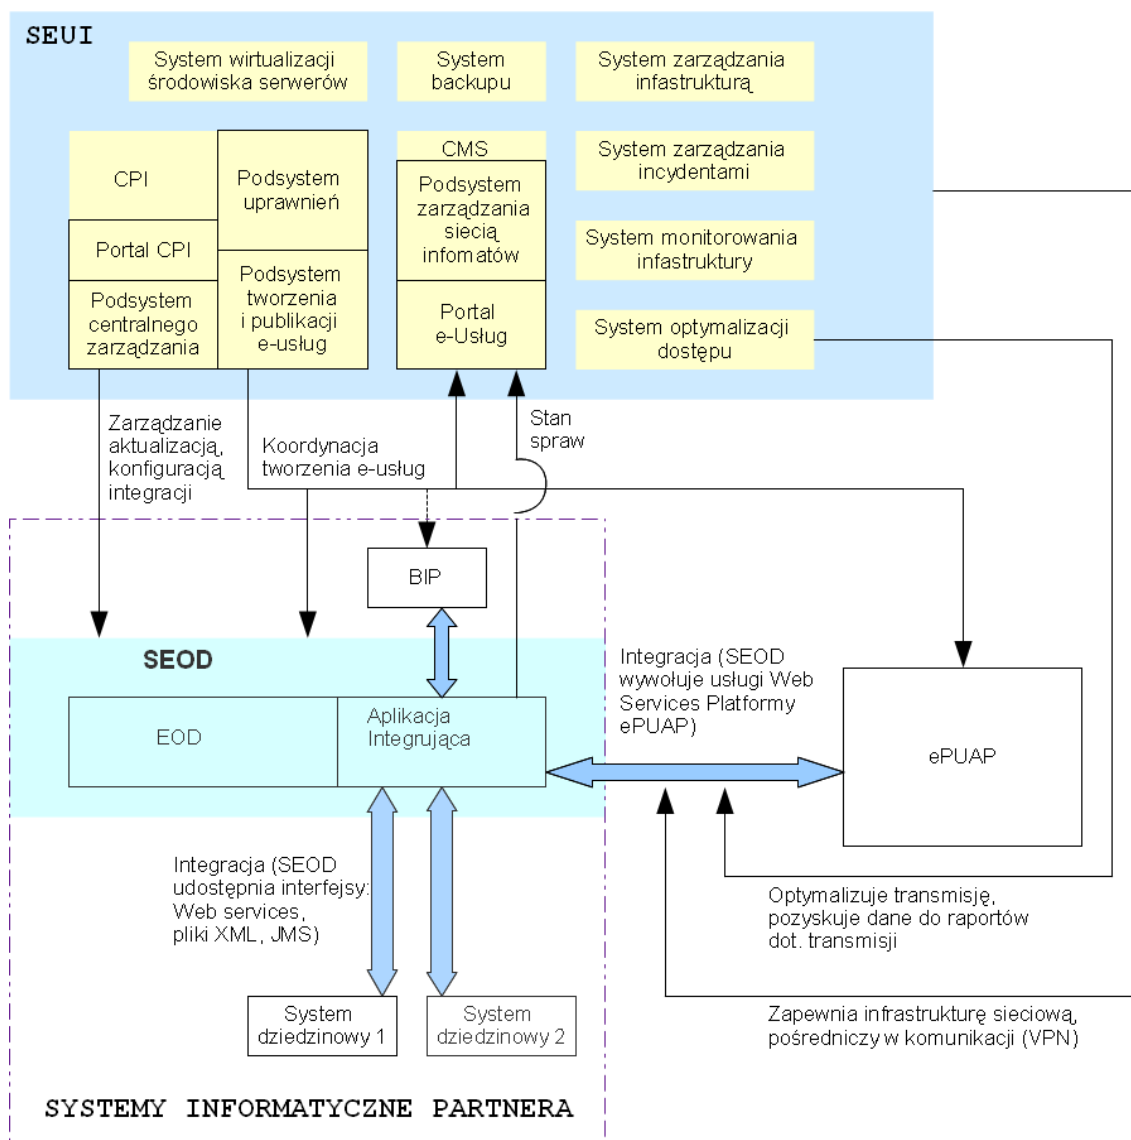 SEUI
System wirtualizacji
środowiska serwerów
System
backupu
System zarządzania
infastrukturą
CPI
Podsystem
uprawnień
CMS
Podsystem
zarządzania
siecią
infomatów
System zarządzania
incydentami
Portal CPI
System monitorowania
infastruktury
Podsystem
centralnego
zarządzania
Podsystem
tworzenia
i publikacji
e-usług
Portal
e-Usług
System optymalizacji
dostępu
Zarządzanie
aktualizacją,
konfiguracją
integracji
Koordynacja
tworzenia e-usług
Stan
spraw
BIP
SEOD
EOD
Aplikacja
Integrująca
Integracja (SEOD
wywołuje usługi Web
Services Platformy
ePUAP)
ePUAP
Integracja (SEOD
udostępnia interfejsy:
Web services,
pliki XML, JMS)
Optymalizuje transmisję,
pozyskuje dane do raportów
dot. transmisji
System
dziedzinowy 1
System
dziedzinowy 2
Zapewnia infrastrukturę sieciową,
pośredniczy w komunikacji (VPN)
SYSTEMY INFORMATYCZNE PARTNERA